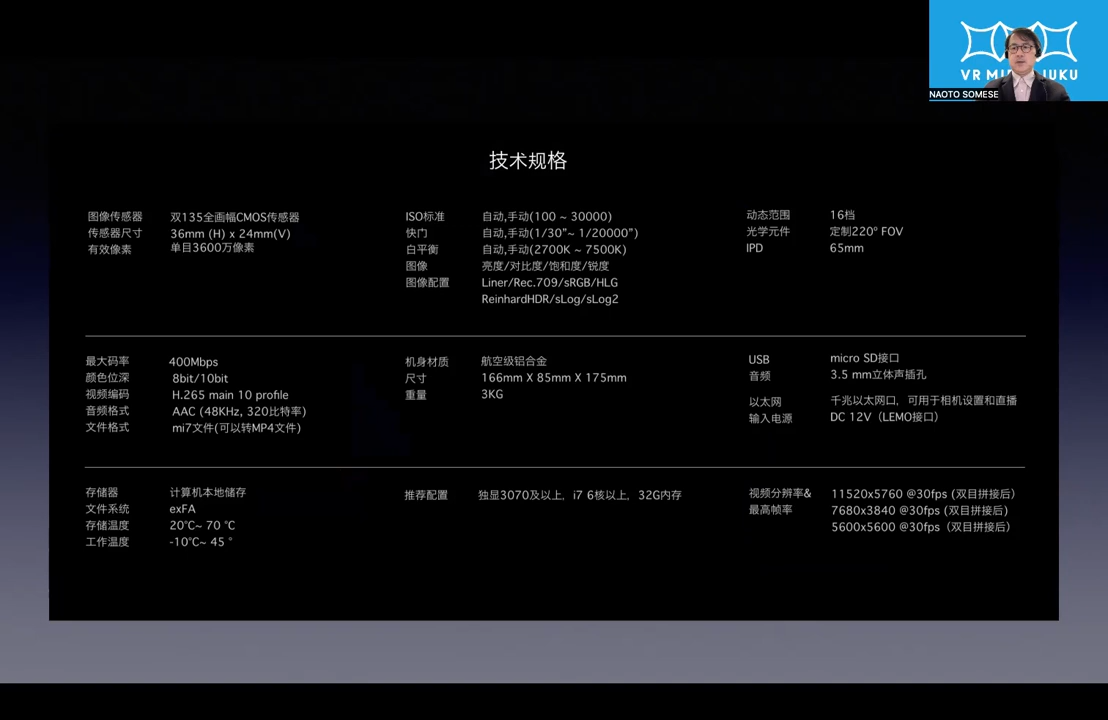 VR MI JUKU
NAOTO SOMESE
技术规格
图像传感器 双135全画幅CMOS传感器
传感器尺寸 36mm (H) x 24mm(V)
有效像素 单目3600万像素
ISO标准 自动,手动(100 ~ 30000)
快门 自动,手动(1/30”~ 1/20000”)
白平衡 自动,手动(2700K ~ 7500K)
图像 亮度/对比度/饱和度/锐度
图像配置 Liner/Rec.709/sRGB/HLG
ReinhardHDR/sLog/sLog2
动态范围 16档
光学元件 定制220° FOV
IPD 65mm
最大码率 400Mbps
颜色位深 8bit/10bit
视频编码 H.265 main 10 profile
音频格式 AAC (48KHz, 320比特率)
文件格式 mi7文件(可以转MP4文件)
机身材质 航空级铝合金
尺寸 166mm X 85mm X 175mm
重量 3KG
USB micro SD接口
音频 3.5 mm立体声插孔
以太网 千兆以太网口，可用于相机设置和直播
输入电源 DC 12V（LEMO接口）
存储器 计算机本地储存
文件系统 exFA
存储温度 20°C~ 70 °C
工作温度 -10°C~ 45 °
推荐配置 独显3070及以上，i7 6核以上，32G内存
视频分辨率& 11520x5760 @30fps (双目拼接后）
最高帧率 7680x3840 @30fps (双目拼接后)
5600x5600 @30fps（双目拼接后）